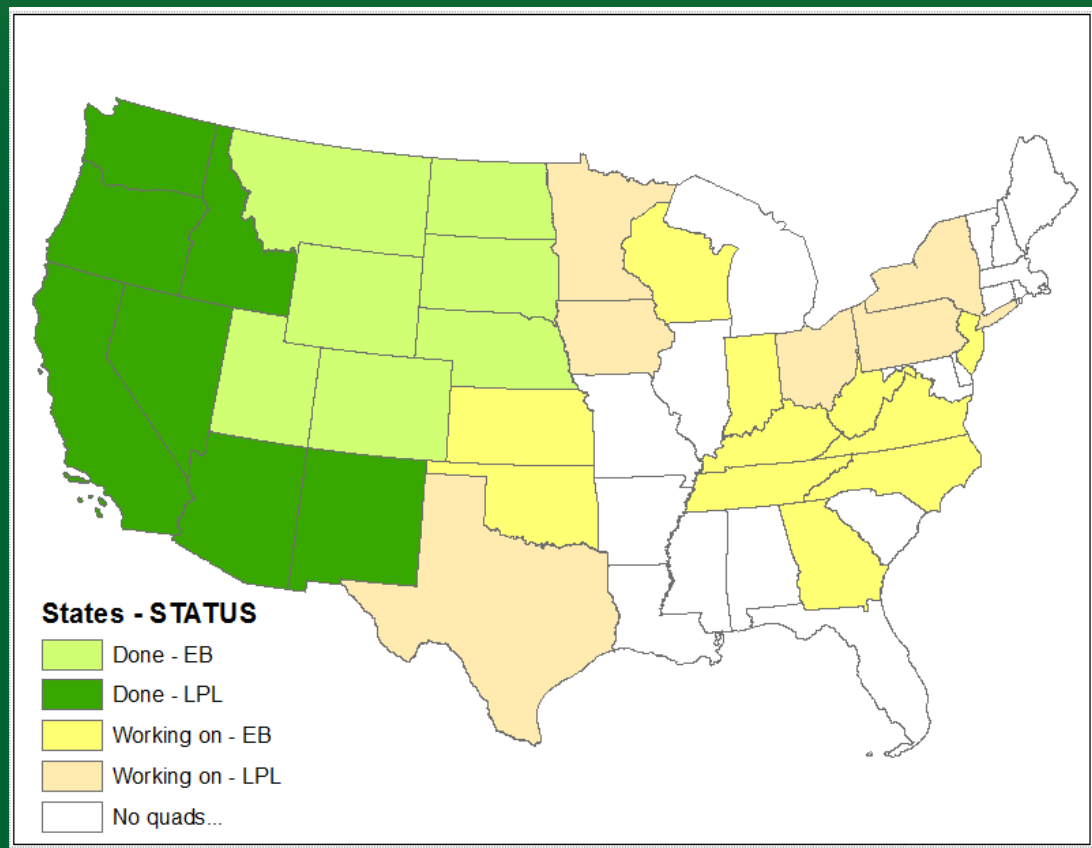 States - STATUS
Done - EB
Done - LPL
Working on - EB
Working on - LPL
No quads...